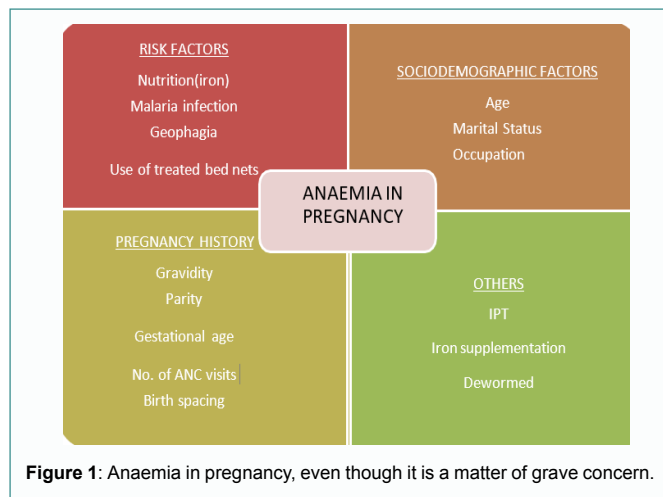 RISK FACTORS
Nutrition(iron)
Malaria infection
Geophagia
Use of treated bed nets
SOCIODEMOGRAPHIC FACTORS
Age
Marital Status
Occupation
ANAEMIA IN
PREGNANCY
PREGNANCY HISTORY
Gravidity
Parity
Gestational age
No. of ANC visits
Birth spacing
OTHERS
IPT
Iron supplementation
Dewormed
Figure 1: Anaemia in pregnancy, even though it is a matter of grave concern.